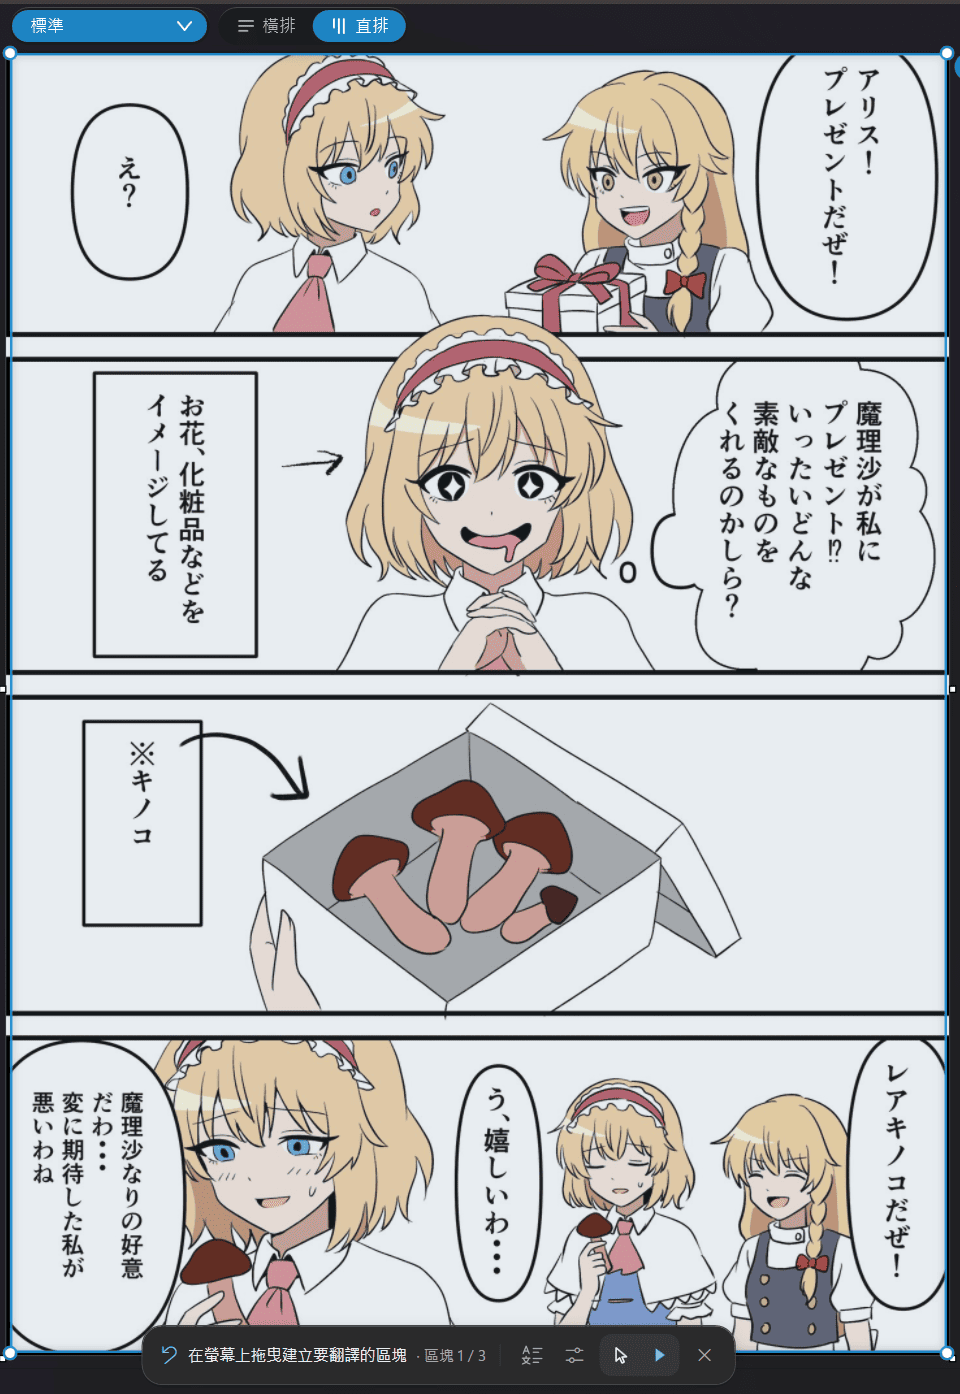 標準
橫排
直排
アリス！
プレゼントだぜ！
え？
魔理沙が私に
プレゼント⁉
いったいどんな
素敵なものを
くれるのかしら？
お花、化粧品などを
イメージしてる
※キノコ
レアキノコだぜ！
う、嬉しいわ・・・
魔理沙なりの好意
だわ・・・
変に期待した私が
悪いわね
在螢幕上拖曳建立要翻譯的區塊 · 區塊 1 / 3